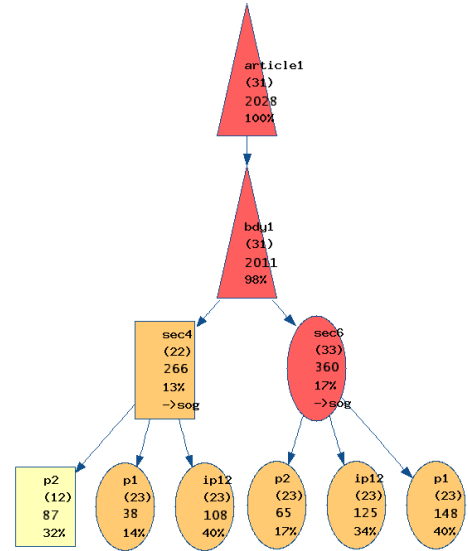 article1
(31)
2028
100%
bdy1
(31)
2011
98%
sec4
(22)
266
13%
->sog
sec6
(33)
360
17%
->sog
p2
(12)
87
32%
p1
(23)
38
14%
ip12
(23)
108
40%
p2
(23)
65
17%
ip12
(23)
125
34%
p1
(23)
148
40%